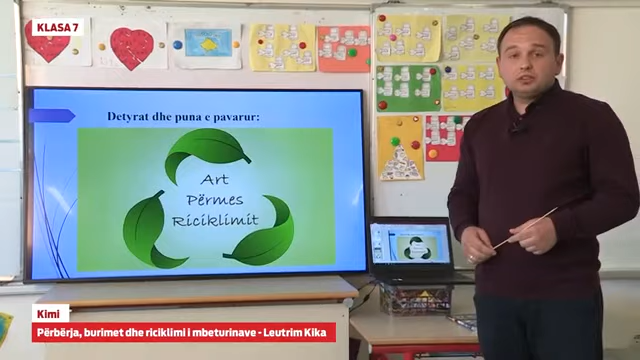 KLASA 7
Detyrat dhe puna e pavarur:
Art
Përmes
Riciklimit
Kimi
Përbërja, burimet dhe riciklimi i mbeturinave - Leutrim Kika